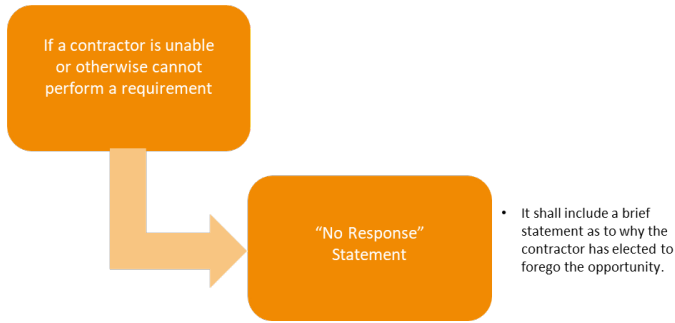 If a contractor is unable
or otherwise cannot
perform a requirement
“No Response”
Statement
• It shall include a brief
statement as to why the
contractor has elected to
forego the opportunity.